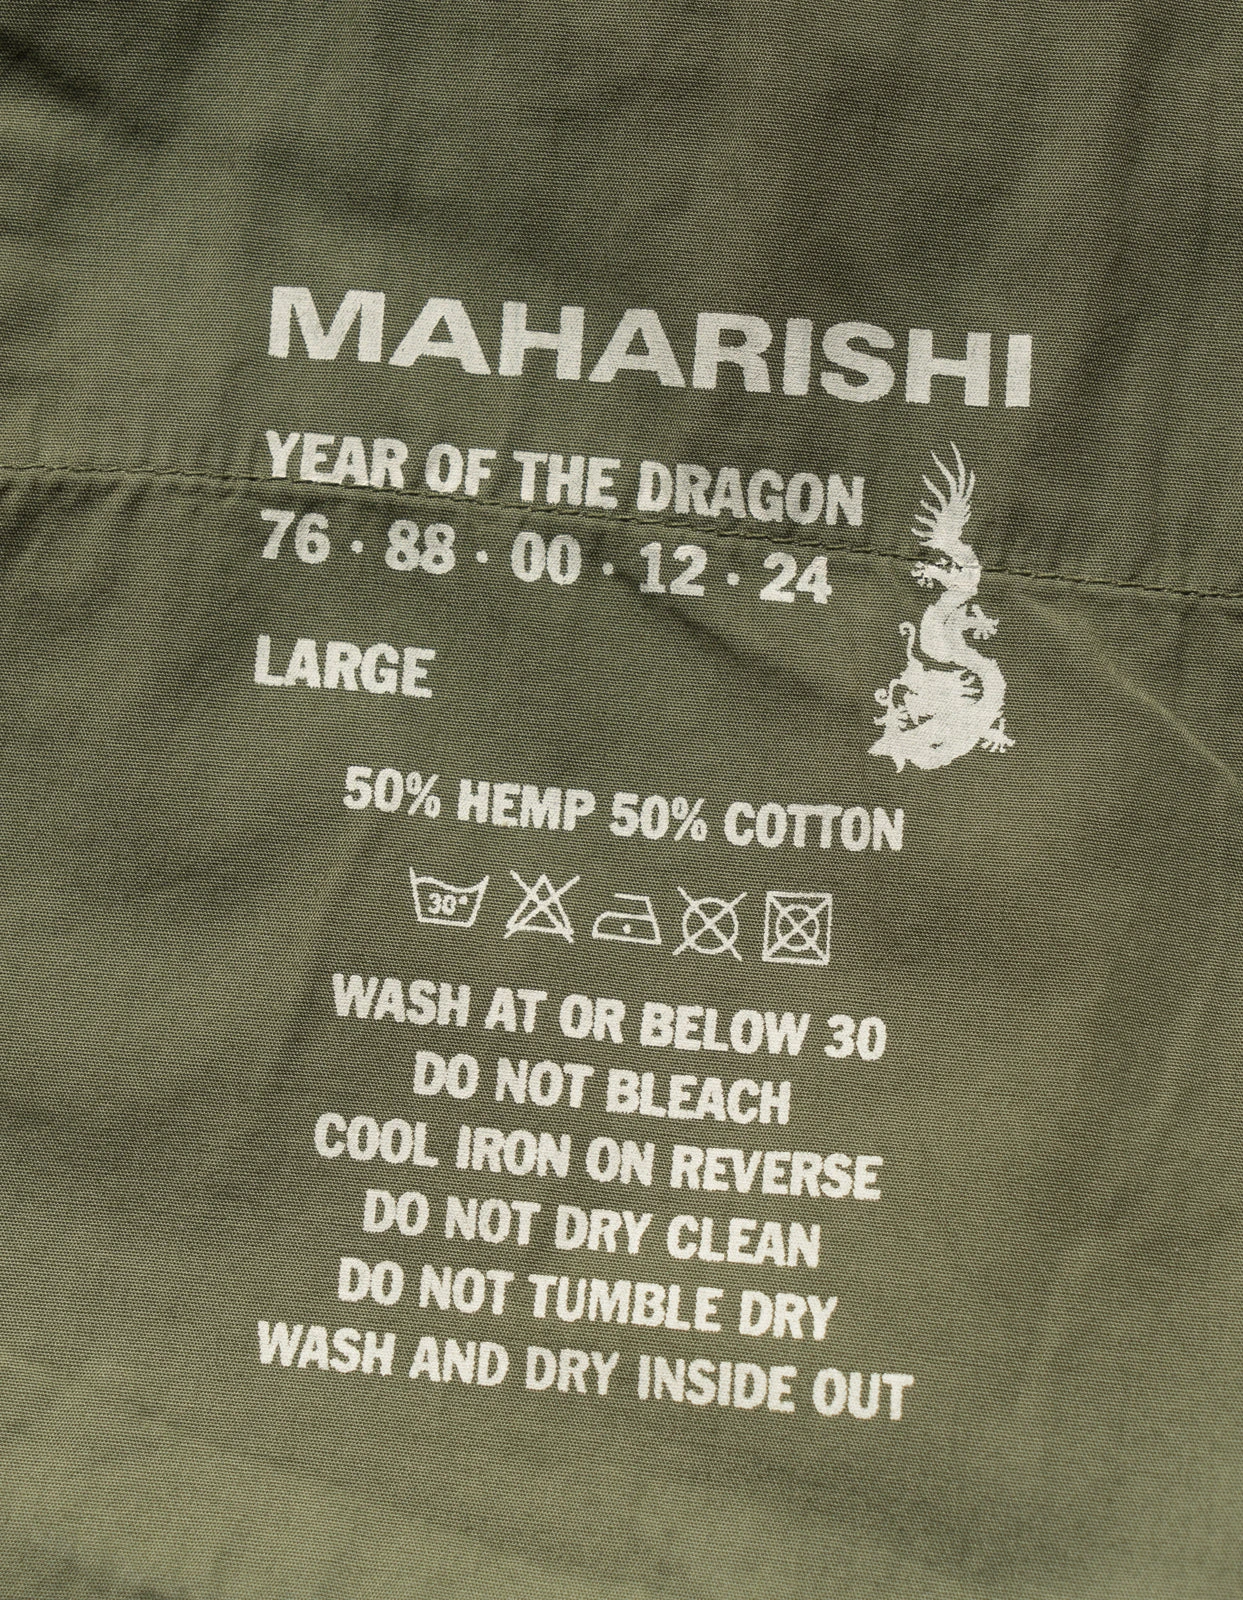 MAHARISHI
YEAR OF THE DRAGON
76 · 88 · 00 · 12 · 24
LARGE
50% HEMP 50% COTTON
30°
WASH AT OR BELOW 30
DO NOT BLEACH
COOL IRON ON REVERSE
DO NOT DRY CLEAN
DO NOT TUMBLE DRY
WASH AND DRY INSIDE OUT